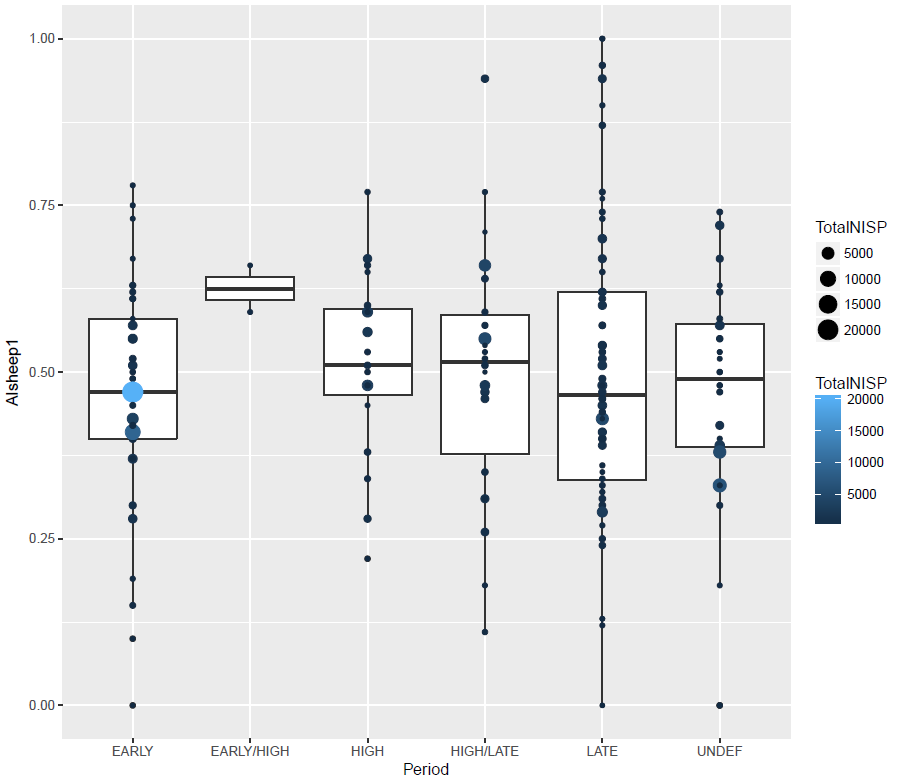 1.00
0.75
0.50
0.25
0.00
Alsheep1
EARLY
EARLY/HIGH
HIGH
HIGH/LATE
LATE
UNDEF
Period
TotalNISP
5000
10000
15000
20000
TotalNISP
20000
15000
10000
5000